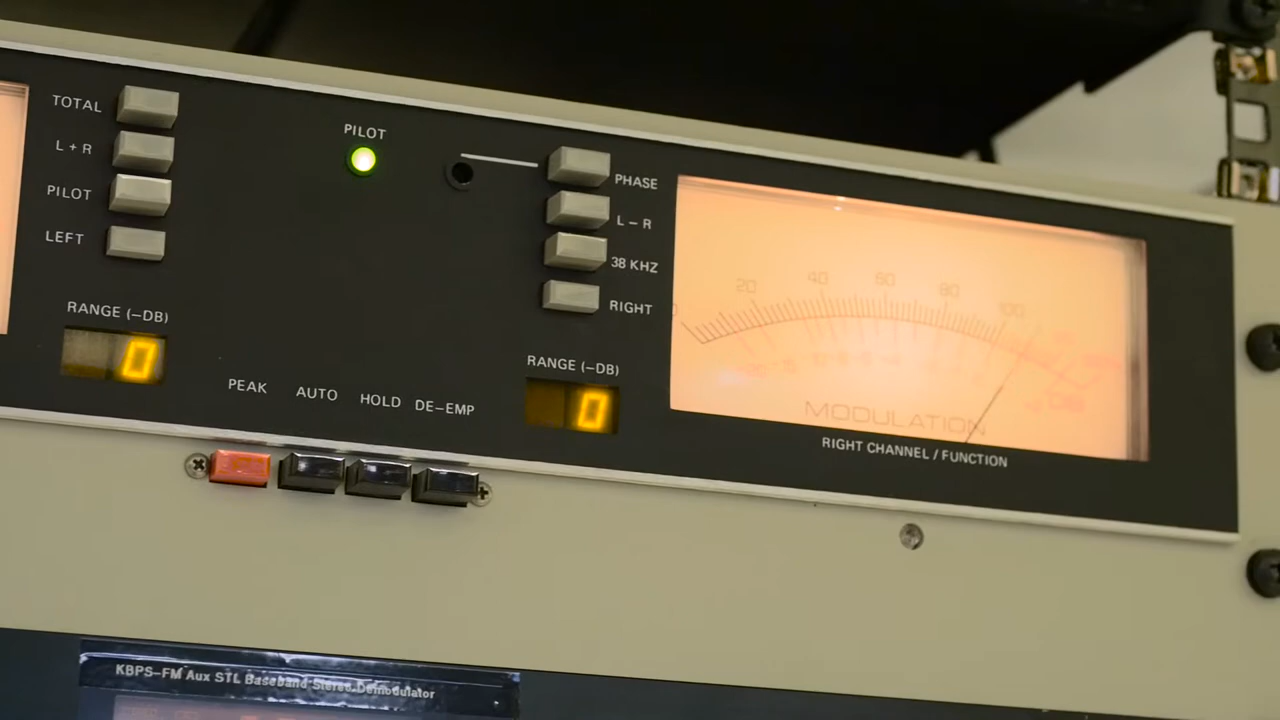 TOTAL
L + R
PILOT
LEFT
RANGE (−DB)
0
PILOT
PEAK
AUTO
HOLD
DE−EMP
PHASE
L − R
38 KHZ
RIGHT
RANGE (−DB)
0
20
40
60
80
100
MODULATION
RIGHT CHANNEL / FUNCTION
KBPS-FM Aux STL Baseband Stereo Demodulator